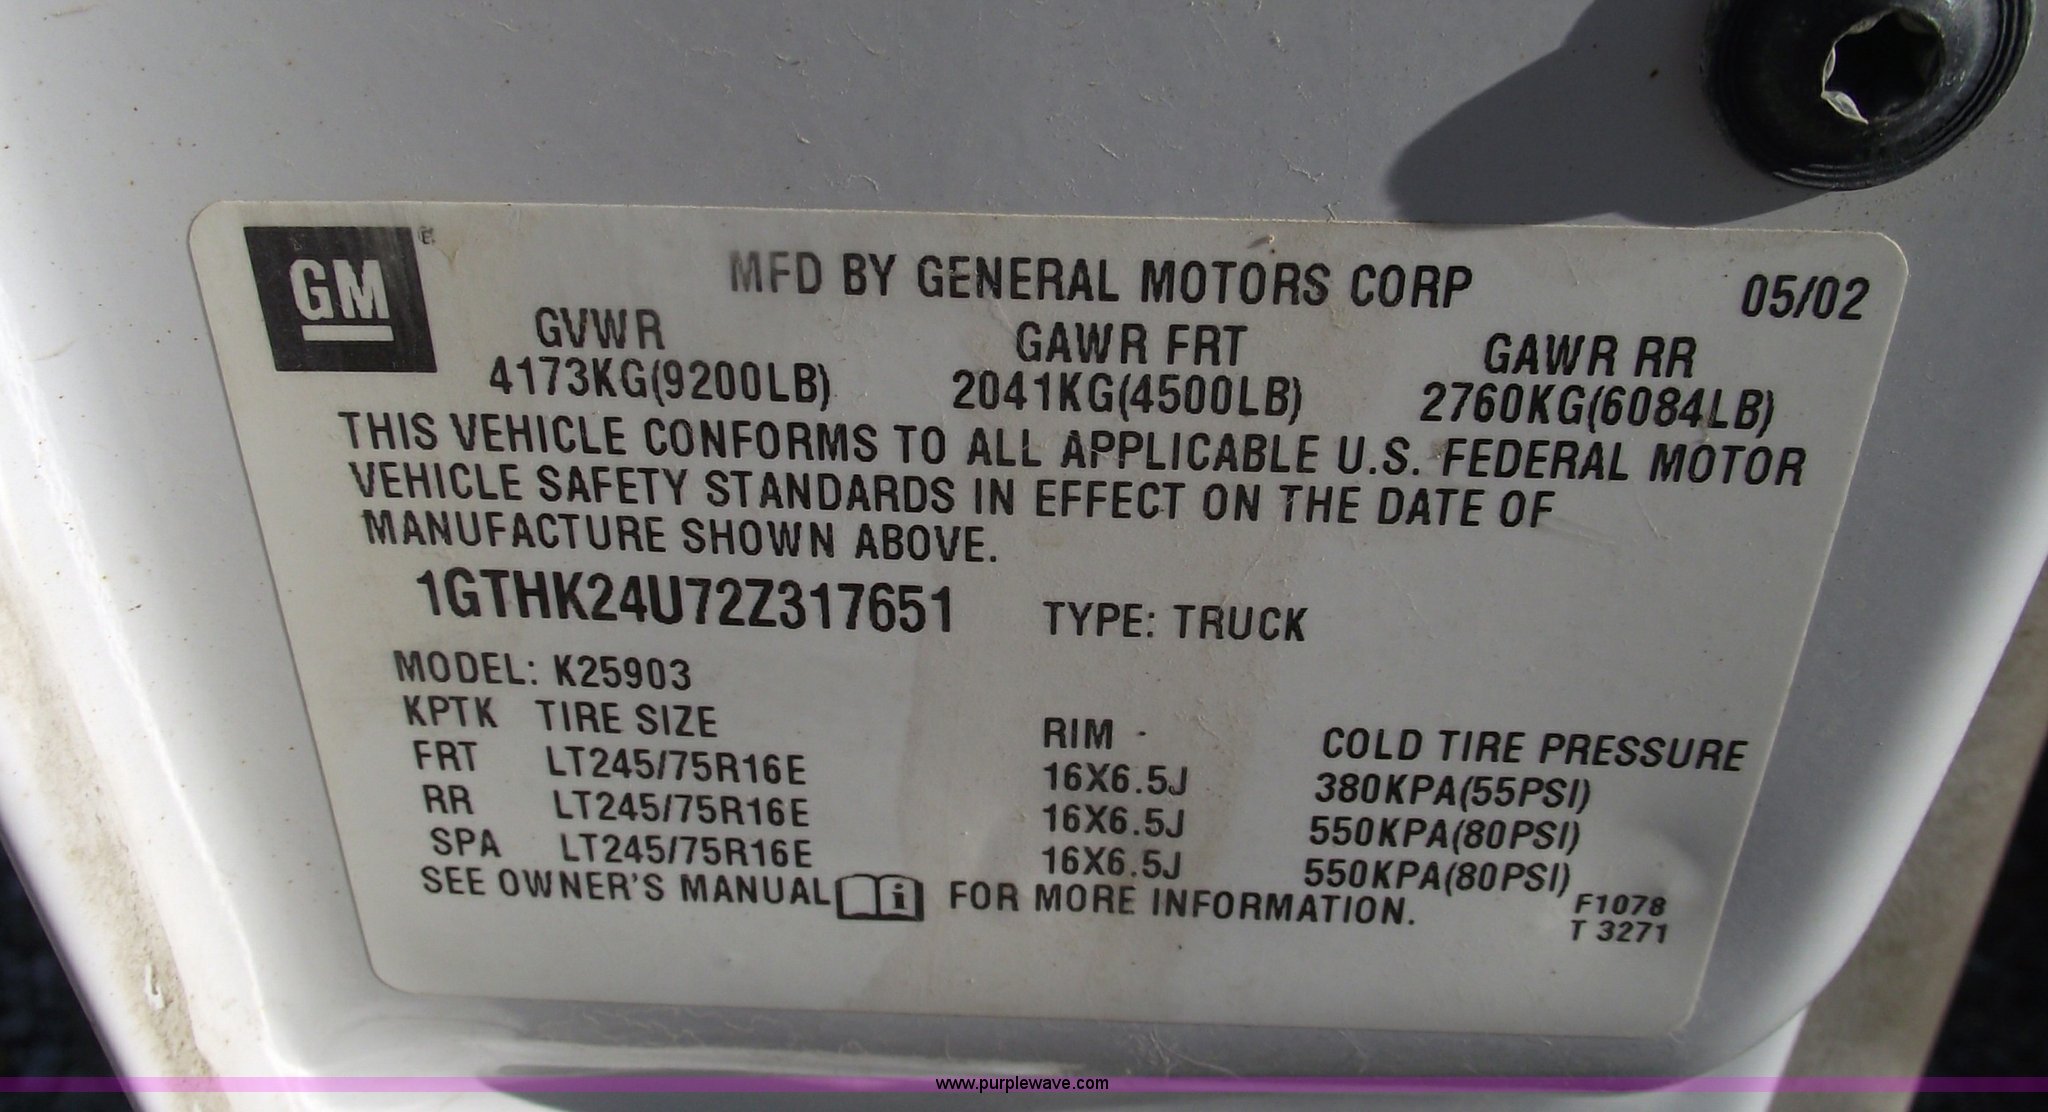 GM
MFD BY GENERAL MOTORS CORP 05/02
GVWR GAWR FRT GAWR RR
4173KG(9200LB) 2041KG(4500LB) 2760KG(6084LB)
THIS VEHICLE CONFORMS TO ALL APPLICABLE U.S. FEDERAL MOTOR
VEHICLE SAFETY STANDARDS IN EFFECT ON THE DATE OF
MANUFACTURE SHOWN ABOVE.
1GTHK24U72Z317651 TYPE: TRUCK
MODEL: K25903
KPTK TIRE SIZE RIM COLD TIRE PRESSURE
FRT LT245/75R16E 16X6.5J 380KPA(55PSI)
RR LT245/75R16E 16X6.5J 550KPA(80PSI)
SPA LT245/75R16E 16X6.5J 550KPA(80PSI)
SEE OWNER'S MANUAL i FOR MORE INFORMATION.
F1078
T 3271
www.purplewave.com